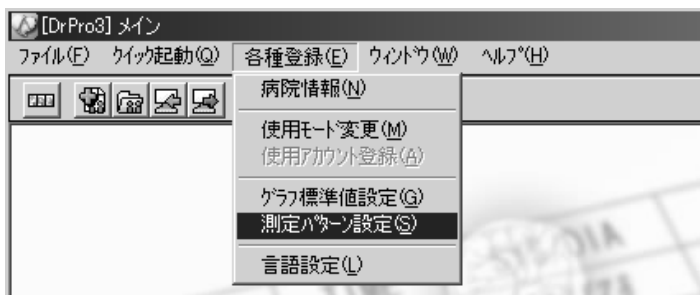 [DrPro3] メイン
ファイル(F) クイック起動(Q) 各種登録(E) ウィンドウ(W) ヘルプ(H)
病院情報(N)
使用モード変更(M)
使用アカウント登録(A)
グラフ標準値設定(G)
測定パターン設定(S)
言語設定(L)